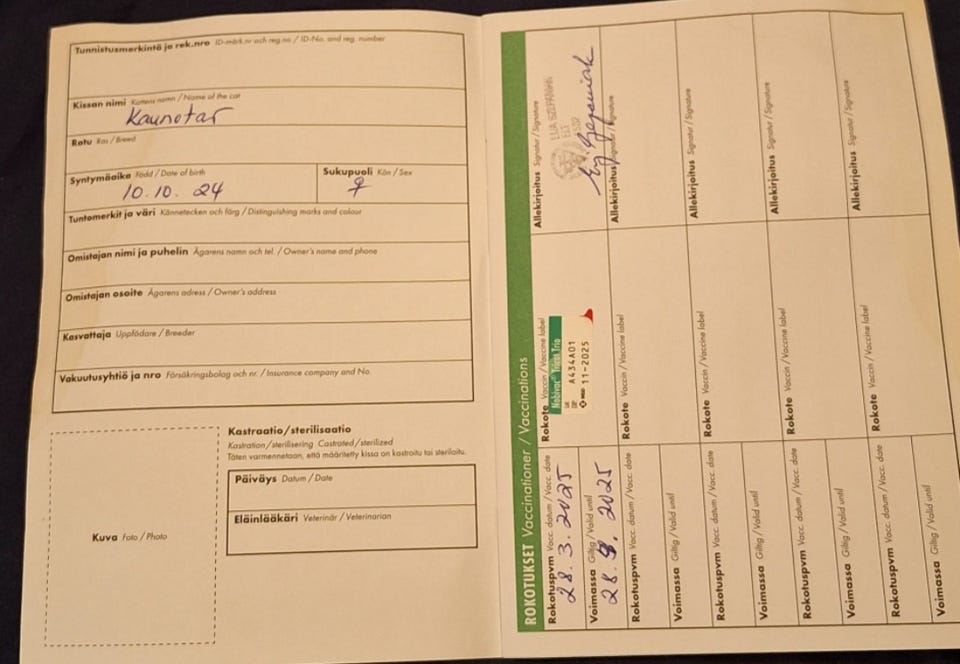 Tunnistusmerkintä ja rek.nro ID-märk.nr och reg.no / ID-No. and reg. number
Kissan nimi Kattens namn / Name of the cat
Kaunotar
Rotu Ras / Breed
Syntymäaika Född / Date of birth
10.10. 24
Sukupuoli Kön / Sex
♀
Tuntomerkit ja väri Kännetecken och färg / Distinguishing marks and colour
Omistajan nimi ja puhelin Ägarens namn och tel. / Owner's name and phone
Omistajan osoite Ägarens adress / Owner's address
Kasvattaja Uppfödare / Breeder
Vakuutusyhtiö ja nro Försäkringsbolag och nr. / Insurance company and No.
Kastraatio/sterilisaatio
Kastration/sterilisering Castrated/sterilized
Täten varmennetaan, että määritetty kissa on kastroitu tai steriloitu.
Päiväys Datum / Date
Eläinlääkäri Veterinär / Veterinarian
Kuva Foto / Photo
ROKOTUKSET Vaccinationer / Vaccinations
Rokotuspvm Vacc. datum / Vacc. date
28. 3. 2025
Voimassa Giltig / Valid until
2025
Rokote Vaccin / Vaccine label
Nobivac Tricat Trio
A434A01
11-2025
Allekirjoitus Signatur / Signature
Rokotuspvm Vacc. datum / Vacc. date
Voimassa Giltig / Valid until
Rokote Vaccin / Vaccine label
Allekirjoitus Signatur / Signature
Rokotuspvm Vacc. datum / Vacc. date
Voimassa Giltig / Valid until
Rokote Vaccin / Vaccine label
Allekirjoitus Signatur / Signature
Rokotuspvm Vacc. datum / Vacc. date
Voimassa Giltig / Valid until
Rokote Vaccin / Vaccine label
Allekirjoitus Signatur / Signature
Rokotuspvm Vacc. datum / Vacc. date
Voimassa Giltig / Valid until
Rokote Vaccin / Vaccine label
Allekirjoitus Signatur / Signature